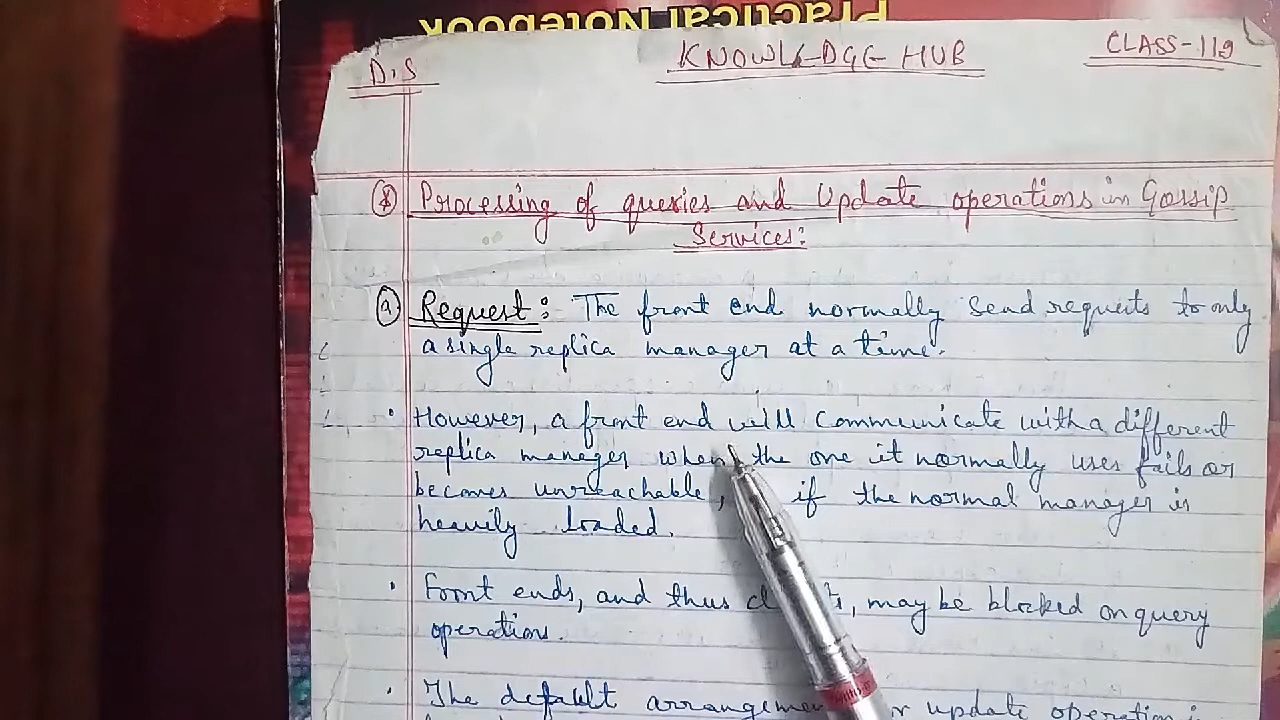 Practical Notebook
D.S
KNOWLEDGE HUB
CLASS-119
Processing of queries and Update operations in Gossip
Services:
(a) Request: The front end normally send requests to only
a single replica manager at a time.
• However, a front end will communicate with a different
replica manager when the one it normally uses fails or
becomes unreachable, if the normal manager is
heavily loaded.
• Front ends, and thus may be blocked on query
operation.
• The default update operation is